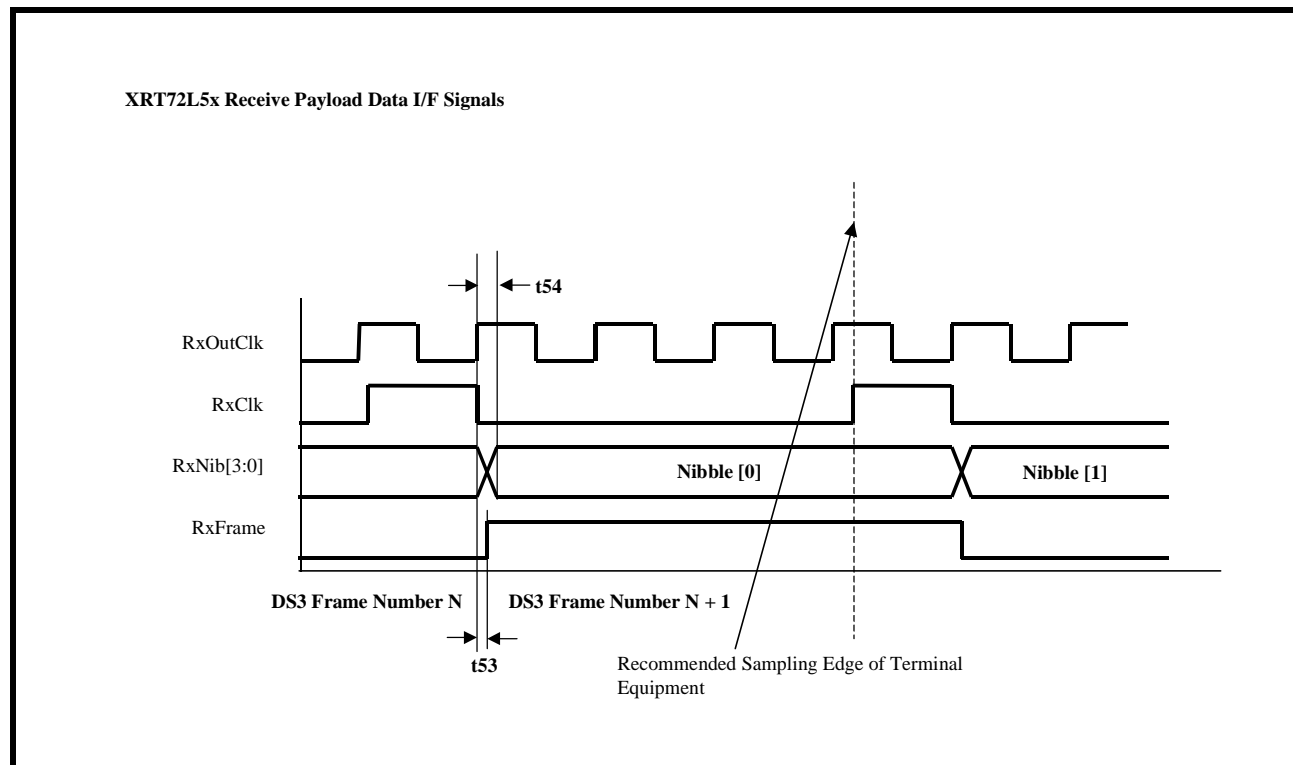 XRT72L5x Receive Payload Data I/F Signals
t54
RxOutClk
RxClk
RxNib[3:0]
Nibble [0]
Nibble [1]
RxFrame
DS3 Frame Number N
DS3 Frame Number N + 1
t53
Recommended Sampling Edge of Terminal
Equipment